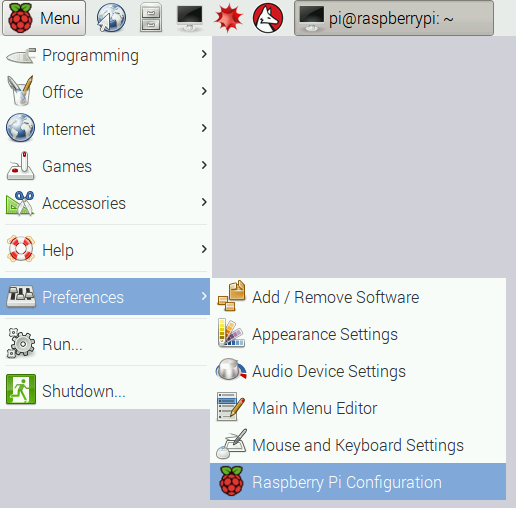 Menu
pi@raspberrypi: ~
Programming
Office
Internet
Games
Accessories
Help
Preferences
Run...
Shutdown...
Add / Remove Software
Appearance Settings
Audio Device Settings
Main Menu Editor
Mouse and Keyboard Settings
Raspberry Pi Configuration